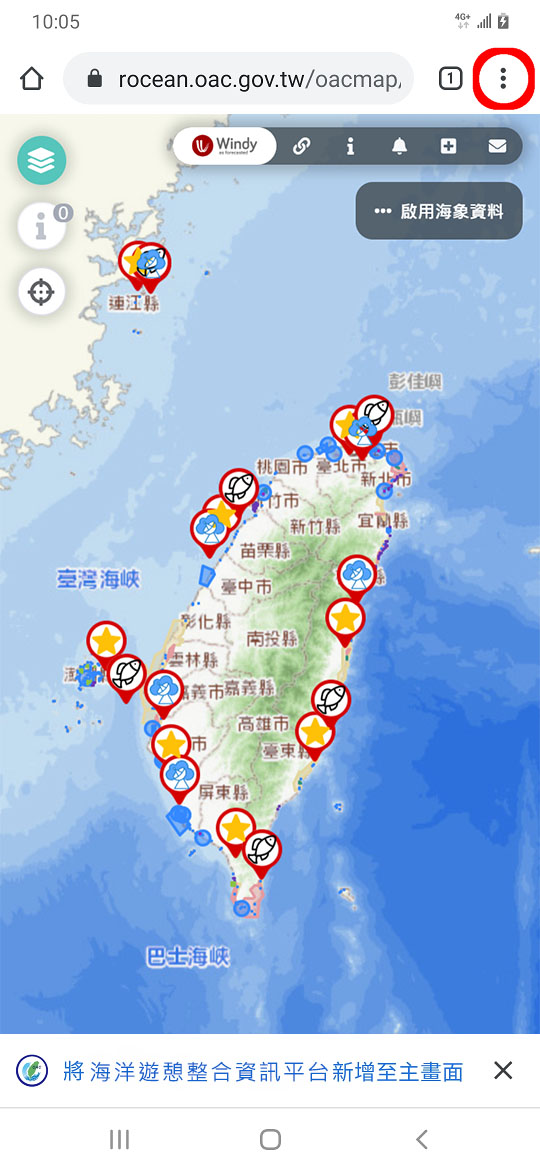 10:05
4G+
rocean.oac.gov.tw/oacmap/
1
Windy
as forecasted
0
啟用海象資料
連江縣
彭佳嶼
桃園市
臺北市
新北市
竹市
新竹縣
宜蘭縣
苗栗縣
臺灣海峽
臺中市
彰化縣
南投縣
雲林縣
嘉義市
嘉義縣
高雄市
市
臺東縣
屏東縣
巴士海峽
將海洋遊憩整合資訊平台新增至主畫面